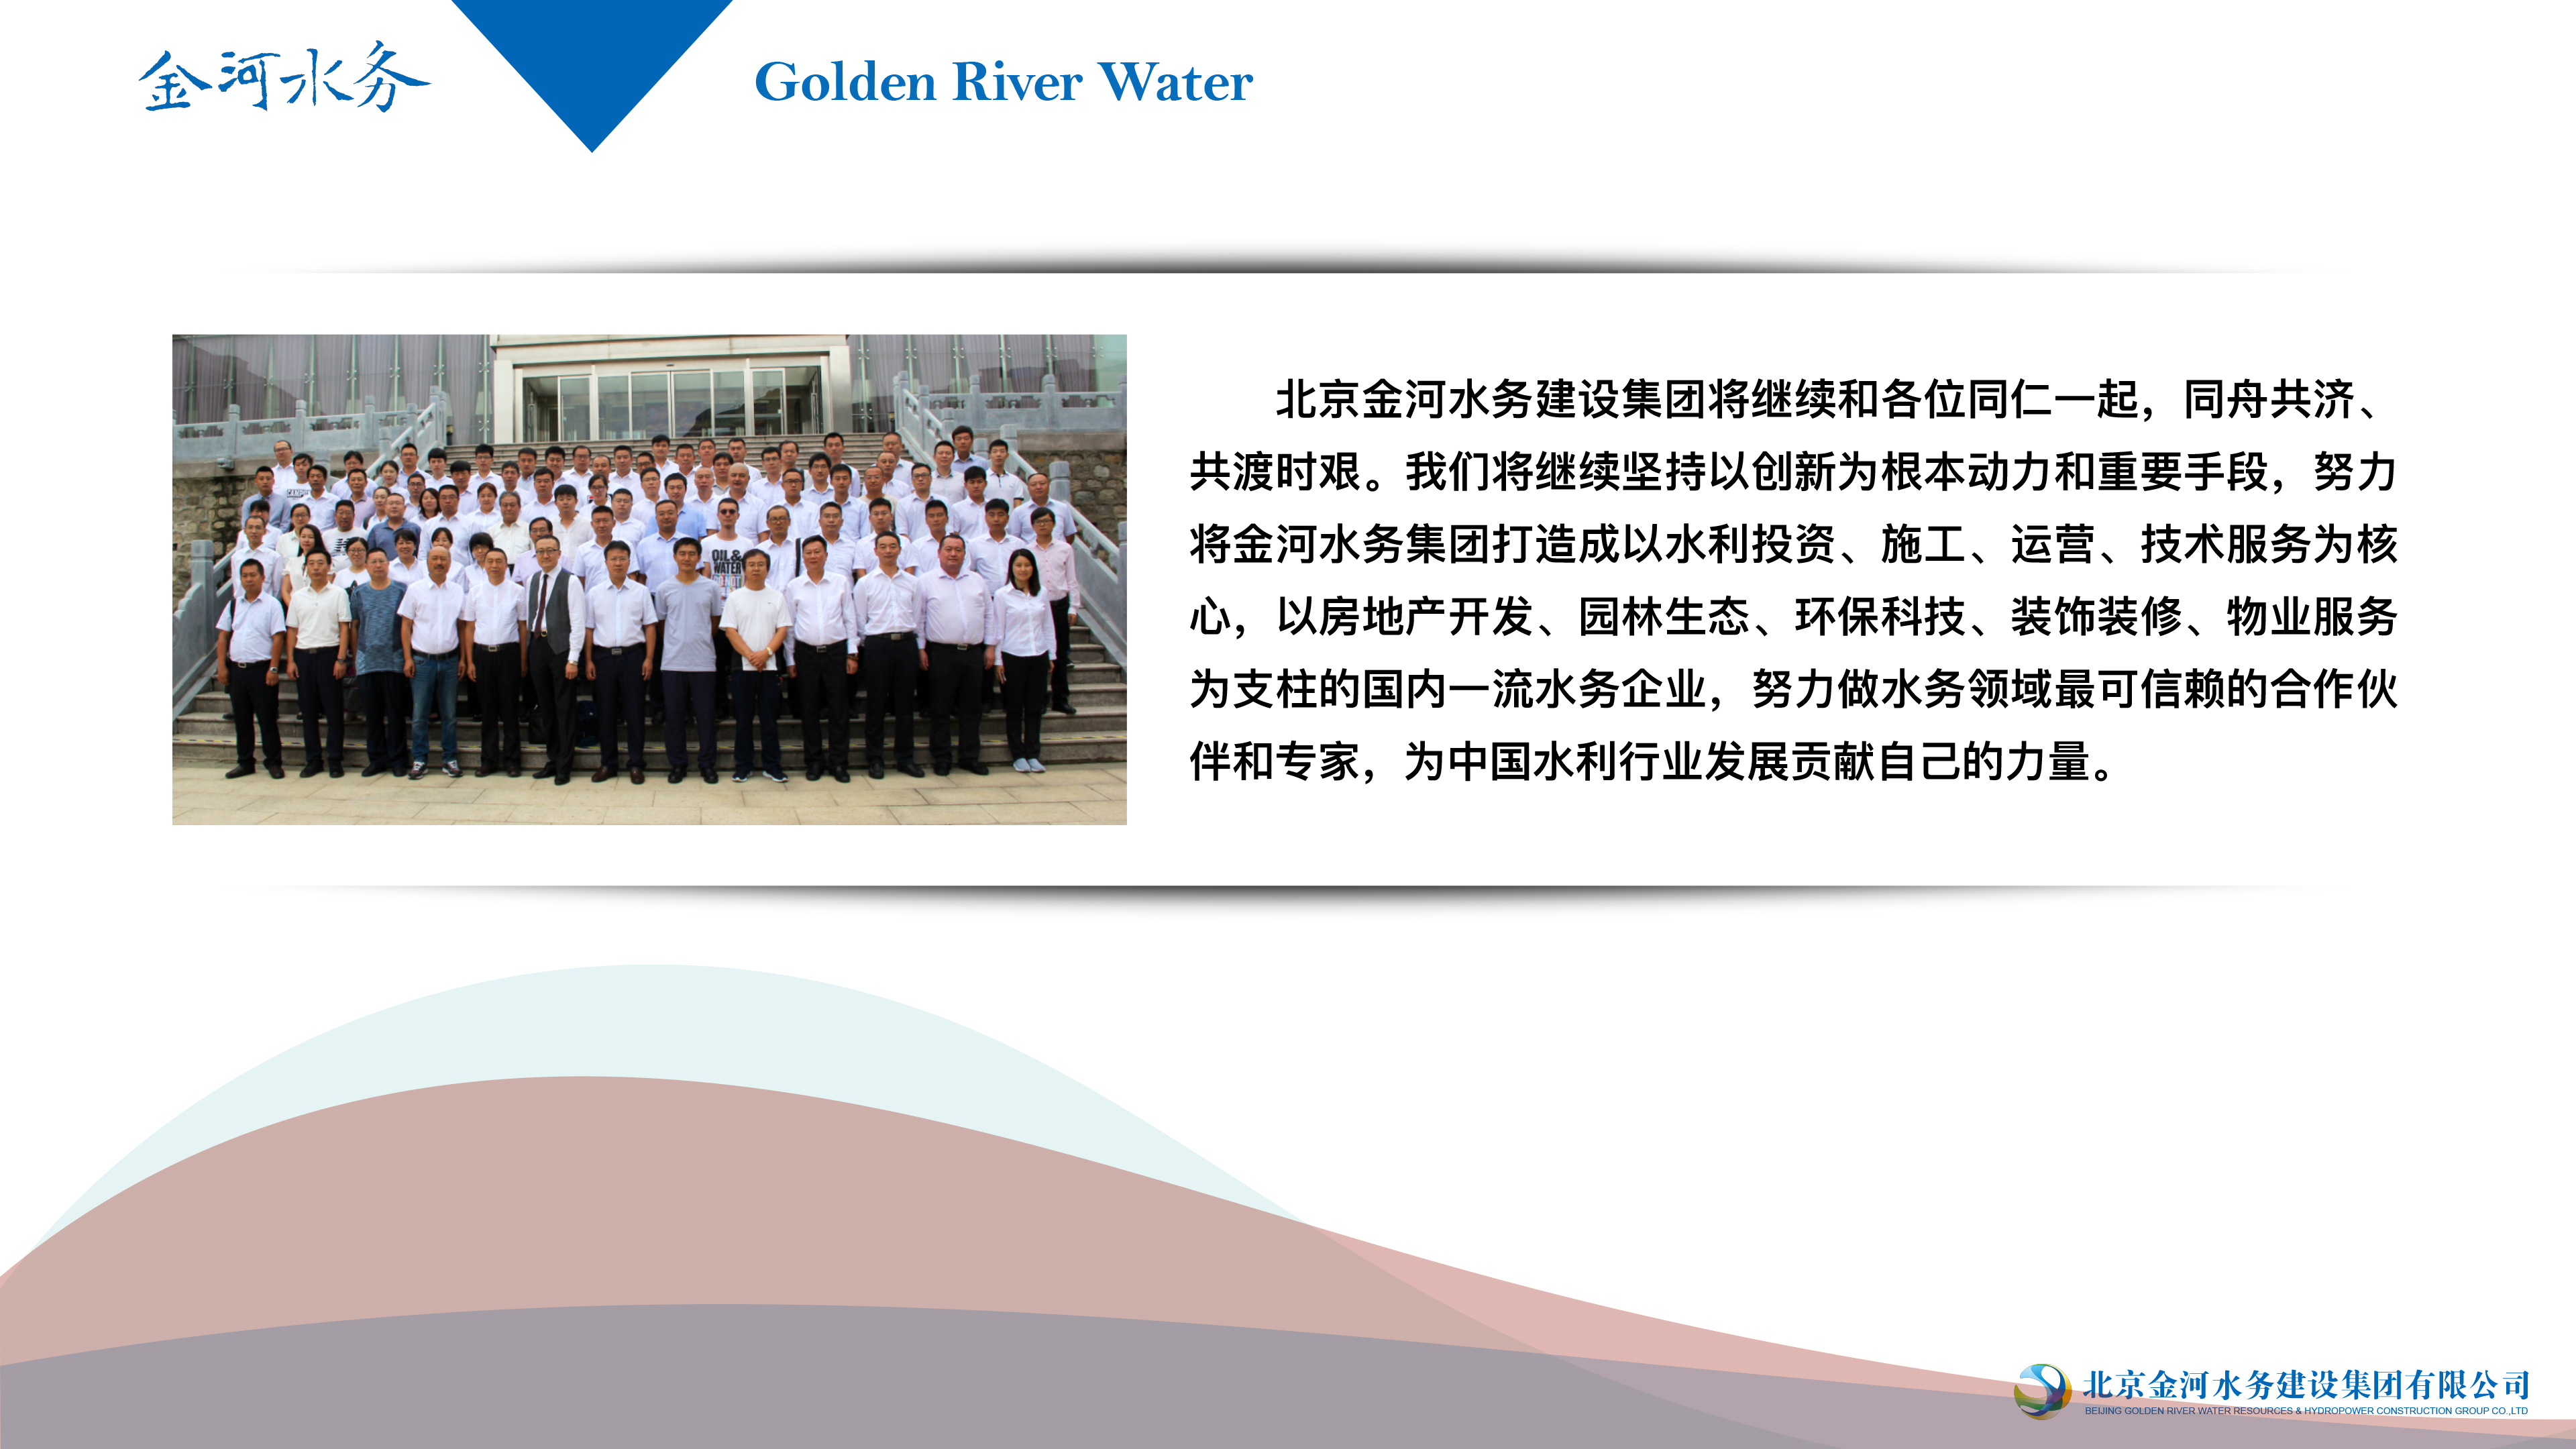 金河水务
Golden River Water
北京金河水务建设集团将继续和各位同仁一起，同舟共济、
共渡时艰。我们将继续坚持以创新为根本动力和重要手段，努力
将金河水务集团打造成以水利投资、施工、运营、技术服务为核
心，以房地产开发、园林生态、环保科技、装饰装修、物业服务
为支柱的国内一流水务企业，努力做水务领域最可信赖的合作伙
伴和专家，为中国水利行业发展贡献自己的力量。
OIL &
WATER
DO NOT
北京金河水务建设集团有限公司
BEIJING GOLDEN RIVER WATER RESOURCES & HYDROPOWER CONSTRUCTION GROUP CO.,LTD